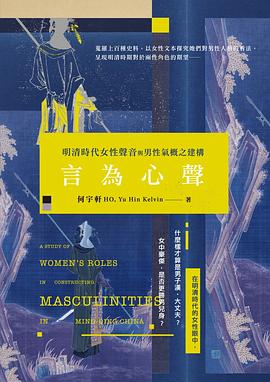 蒐羅上百種史料，以女性文本探究她們對男性人格的看法，
呈現明清時期對於兩性角色的期望——
明清時代女性聲音與男性氣概之建構
言為心聲
何宇軒 HO, Yu Hin Kelvin——著
在明清時代的女性眼中，
什麼樣才算是男子漢、大丈夫？
女中豪傑，是否更勝男兒身？
A STUDY OF
WOMEN'S ROLES
IN CONSTRUCTING
MASCULINITIES
IN MING-QING CHINA